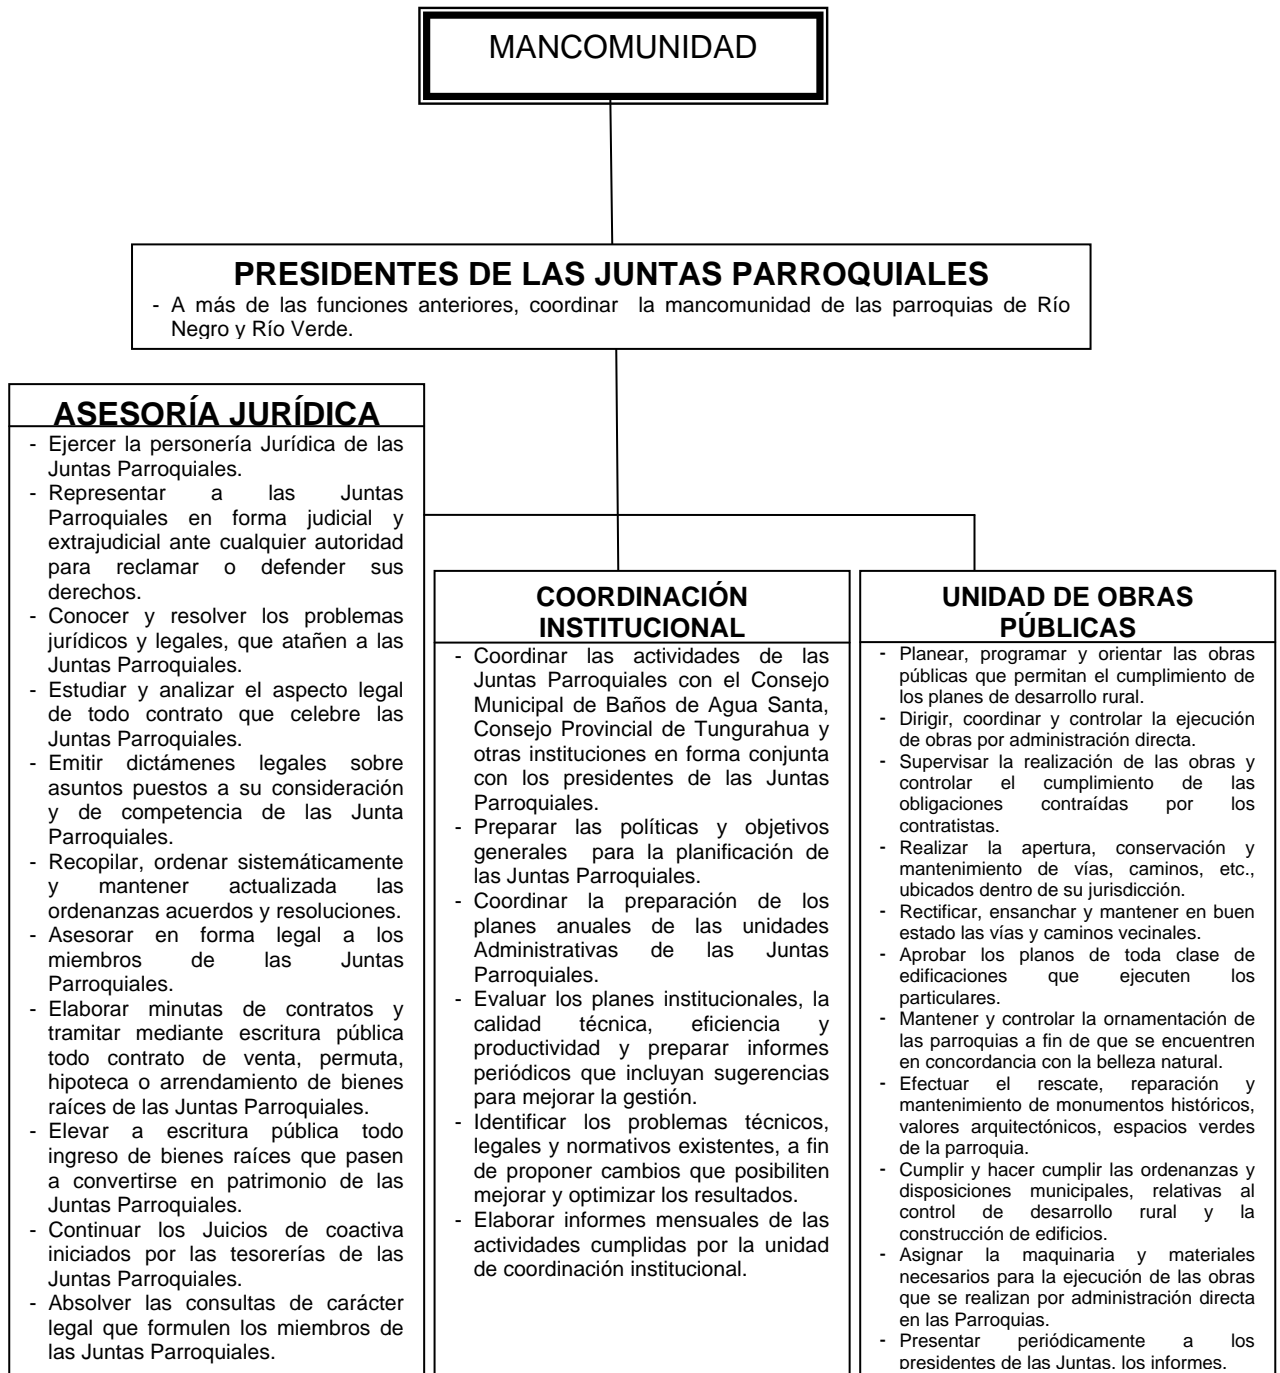 MANCOMUNIDAD
PRESIDENTES DE LAS JUNTAS PARROQUIALES
- A más de las funciones anteriores, coordinar la mancomunidad de las parroquias de Río
Negro y Río Verde.
ASESORÍA JURÍDICA
- Ejercer la personería Jurídica de las
Juntas Parroquiales.
- Representar a las Juntas
Parroquiales en forma judicial y
extrajudicial ante cualquier autoridad
para reclamar o defender sus
derechos.
- Conocer y resolver los problemas
jurídicos y legales, que atañen a las
Juntas Parroquiales.
- Estudiar y analizar el aspecto legal
de todo contrato que celebre las
Juntas Parroquiales.
- Emitir dictámenes legales sobre
asuntos puestos a su consideración
y de competencia de las Junta
Parroquiales.
- Recopilar, ordenar sistemáticamente
y mantener actualizada las
ordenanzas acuerdos y resoluciones.
- Asesorar en forma legal a los
miembros de las Juntas
Parroquiales.
- Elaborar minutas de contratos y
tramitar mediante escritura pública
todo contrato de venta, permuta,
hipoteca o arrendamiento de bienes
raíces de las Juntas Parroquiales.
- Elevar a escritura pública todo
ingreso de bienes raíces que pasen
a convertirse en patrimonio de las
Juntas Parroquiales.
- Continuar los Juicios de coactiva
iniciados por las tesorerías de las
Juntas Parroquiales.
- Absolver las consultas de carácter
legal que formulen los miembros de
las Juntas Parroquiales.
COORDINACIÓN
INSTITUCIONAL
- Coordinar las actividades de las
Juntas Parroquiales con el Consejo
Municipal de Baños de Agua Santa,
Consejo Provincial de Tungurahua y
otras instituciones en forma conjunta
con los presidentes de las Juntas
Parroquiales.
- Preparar las políticas y objetivos
generales para la planificación de
las Juntas Parroquiales.
- Coordinar la preparación de los
planes anuales de las unidades
Administrativas de las Juntas
Parroquiales.
- Evaluar los planes institucionales, la
calidad técnica, eficiencia y
productividad y preparar informes
periódicos que incluyan sugerencias
para mejorar la gestión.
- Identificar los problemas técnicos,
legales y normativos existentes, a fin
de proponer cambios que posibiliten
mejorar y optimizar los resultados.
- Elaborar informes mensuales de las
actividades cumplidas por la unidad
de coordinación institucional.
UNIDAD DE OBRAS
PÚBLICAS
- Planear, programar y orientar las obras
públicas que permitan el cumplimiento de
los planes de desarrollo rural.
- Dirigir, coordinar y controlar la ejecución
de obras por administración directa.
- Supervisar la realización de las obras y
controlar el cumplimiento de las
obligaciones contraídas por los
contratistas.
- Realizar la apertura, conservación y
mantenimiento de vías, caminos, etc.,
ubicados dentro de su jurisdicción.
- Rectificar, ensanchar y mantener en buen
estado las vías y caminos vecinales.
- Aprobar los planos de toda clase de
edificaciones que ejecuten los
particulares.
- Mantener y controlar la ornamentación de
las parroquias a fin de que se encuentren
en concordancia con la belleza natural.
- Efectuar el rescate, reparación y
mantenimiento de monumentos históricos,
valores arquitectónicos, espacios verdes
de la parroquia.
- Cumplir y hacer cumplir las ordenanzas y
disposiciones municipales, relativas al
control de desarrollo rural y la
construcción de edificios.
- Asignar la maquinaria y materiales
necesarios para la ejecución de las obras
que se realizan por administración directa
en las Parroquias.
- Presentar periódicamente a los
presidentes de las Juntas, los informes.